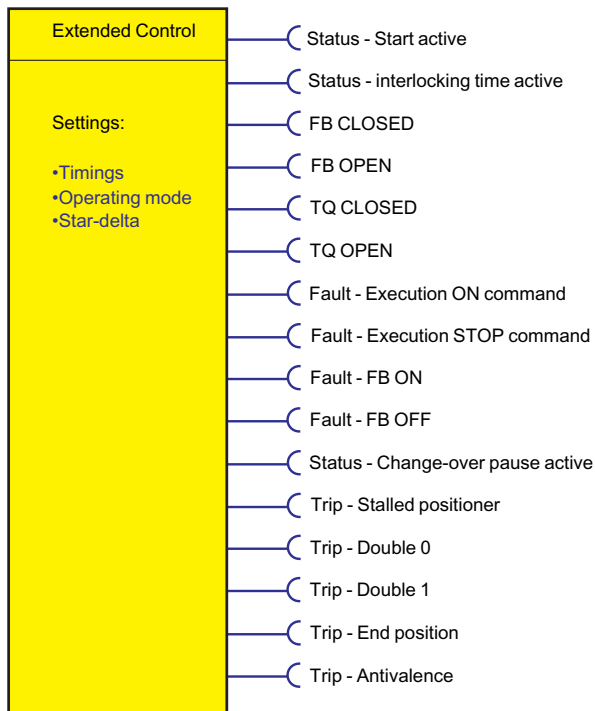 Extended Control
Settings:
•Timings
•Operating mode
•Star-delta
Status - Start active
Status - interlocking time active
FB CLOSED
FB OPEN
TQ CLOSED
TQ OPEN
Fault - Execution ON command
Fault - Execution STOP command
Fault - FB ON
Fault - FB OFF
Status - Change-over pause active
Trip - Stalled positioner
Trip - Double 0
Trip - Double 1
Trip - End position
Trip - Antivalence